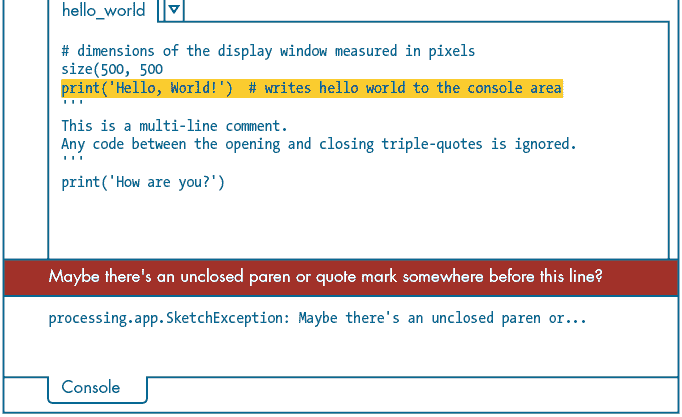 hello_world
# dimensions of the display window measured in pixels
size(500, 500
print('Hello, World!')  # writes hello world to the console area
'''
This is a multi-line comment.
Any code between the opening and closing triple-quotes is ignored.
'''
print('How are you?')
Maybe there's an unclosed paren or quote mark somewhere before this line?
processing.app.SketchException: Maybe there's an unclosed paren or...
Console